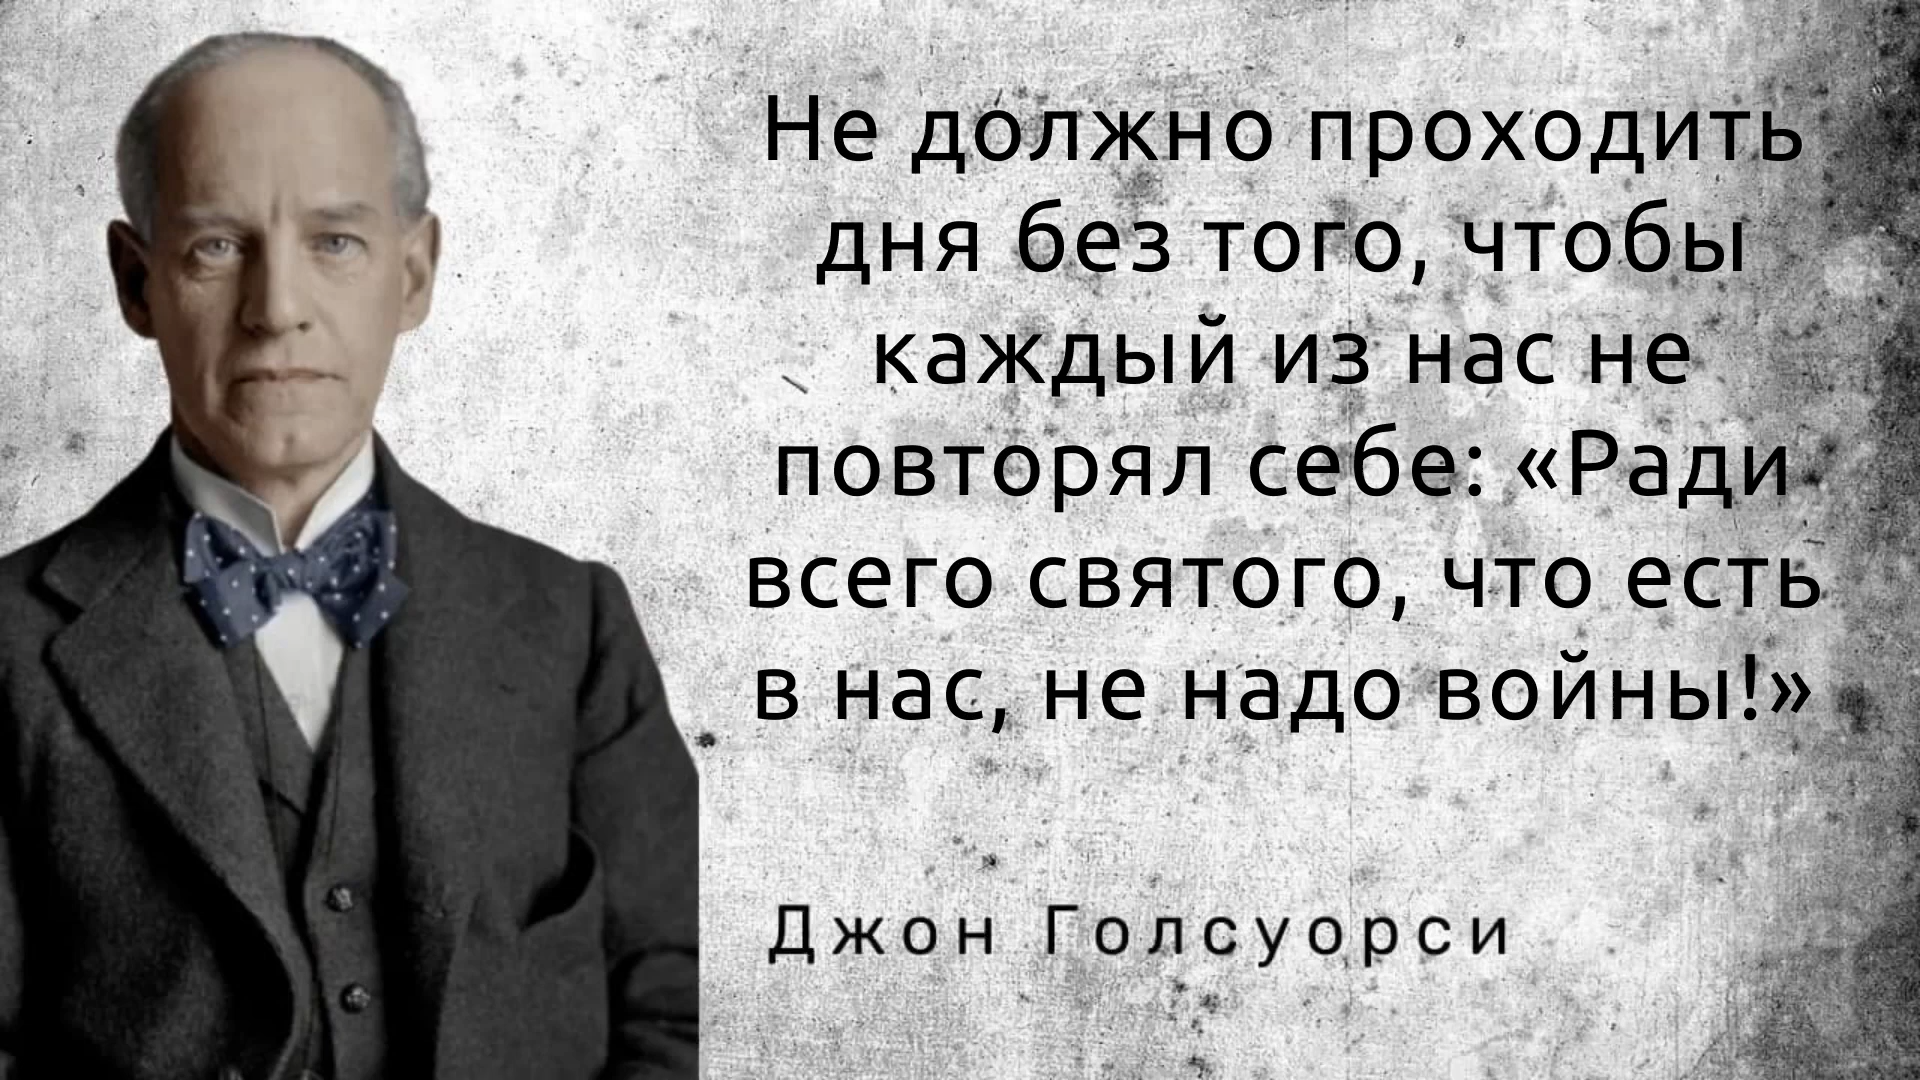 Не должно проходить
дня без того, чтобы
каждый из нас не
повторял себе: «Ради
всего святого, что есть
в нас, не надо войны!»
Джон Голсуорси